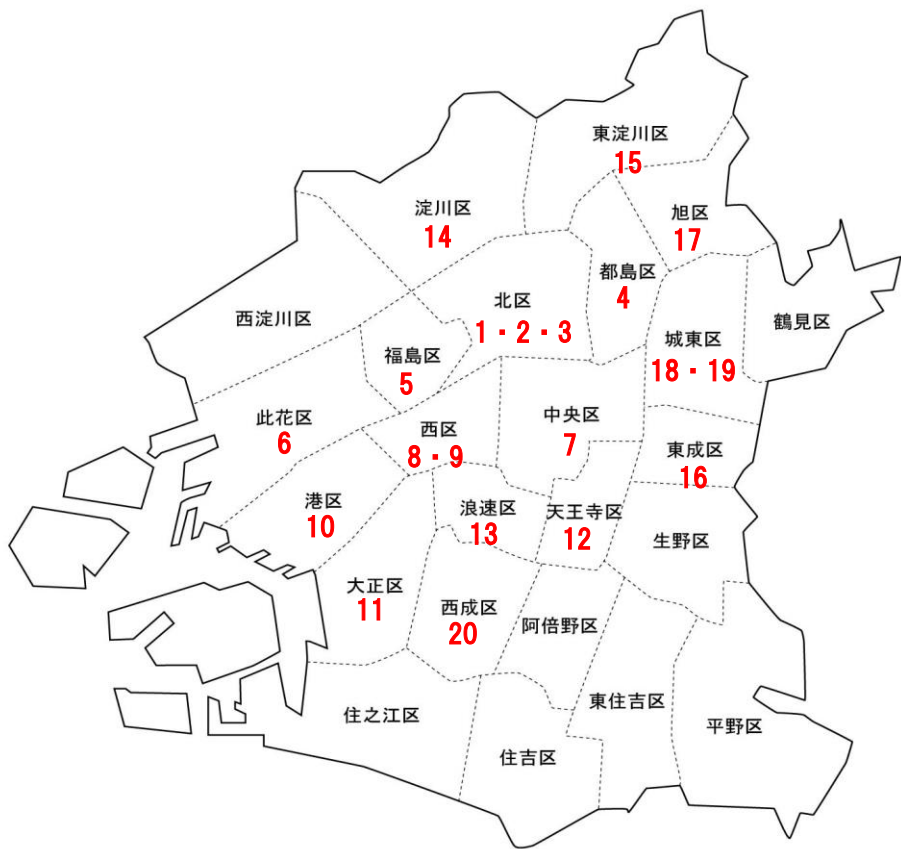 東淀川区
15
淀川区
14
旭区
17
都島区
4
北区
1・2・3
西淀川区
鶴見区
城東区
18・19
福島区
5
此花区
6
西区
8・9
中央区
7
東成区
16
港区
10
浪速区
13
天王寺区
12
生野区
大正区
11
西成区
20
阿倍野区
東住吉区
住之江区
平野区
住吉区